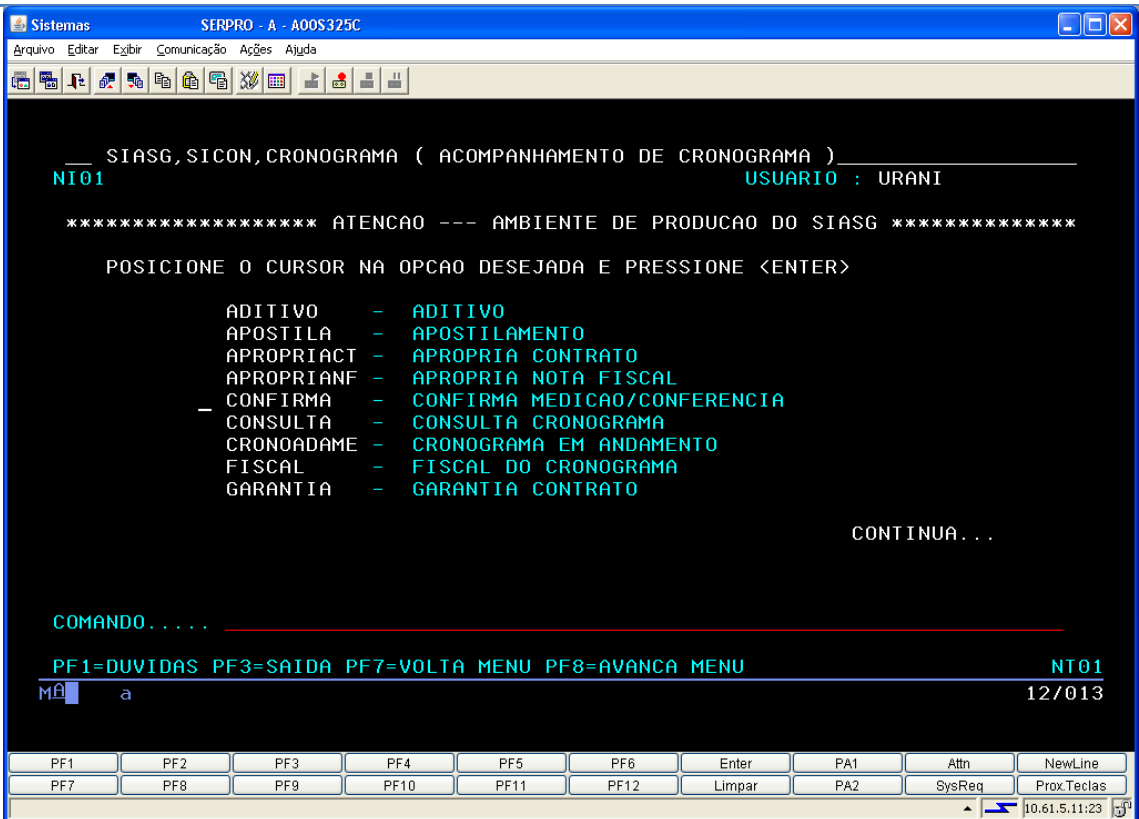 Sistemas SERPRO - A - A00S325C
Arquivo Editar Exibir Comunicação Ações Ajuda
__ SIASG,SICON,CRONOGRAMA ( ACOMPANHAMENTO DE CRONOGRAMA )__________________
NI01 USUARIO : URANI
******************* ATENCAO --- AMBIENTE DE PRODUCAO DO SIASG **************
POSICIONE O CURSOR NA OPCAO DESEJADA E PRESSIONE <ENTER>
ADITIVO - ADITIVO
APOSTILA - APOSTILAMENTO
APROPRIACT - APROPRIA CONTRATO
APROPRIANF - APROPRIA NOTA FISCAL
_ CONFIRMA - CONFIRMA MEDICAO/CONFERENCIA
CONSULTA - CONSULTA CRONOGRAMA
CRONOADAME - CRONOGRAMA EM ANDAMENTO
FISCAL - FISCAL DO CRONOGRAMA
GARANTIA - GARANTIA CONTRATO
CONTINUA...
COMANDO.....
PF1=DUVIDAS PF3=SAIDA PF7=VOLTA MENU PF8=AVANCA MENU NT01
MA a 12/013
PF1 PF2 PF3 PF4 PF5 PF6 Enter PA1 Attn NewLine
PF7 PF8 PF9 PF10 PF11 PF12 Limpar PA2 SysReq Prox.Teclas
10.61.5.11:23